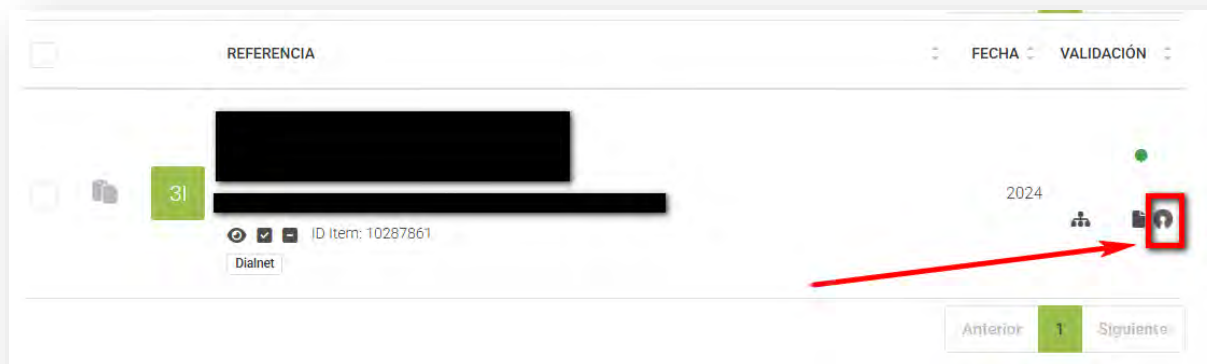 REFERENCIA FECHA VALIDACIÓN
3I
2024
ID Item: 10287861
Dialnet
Anterior 1 Siguiente